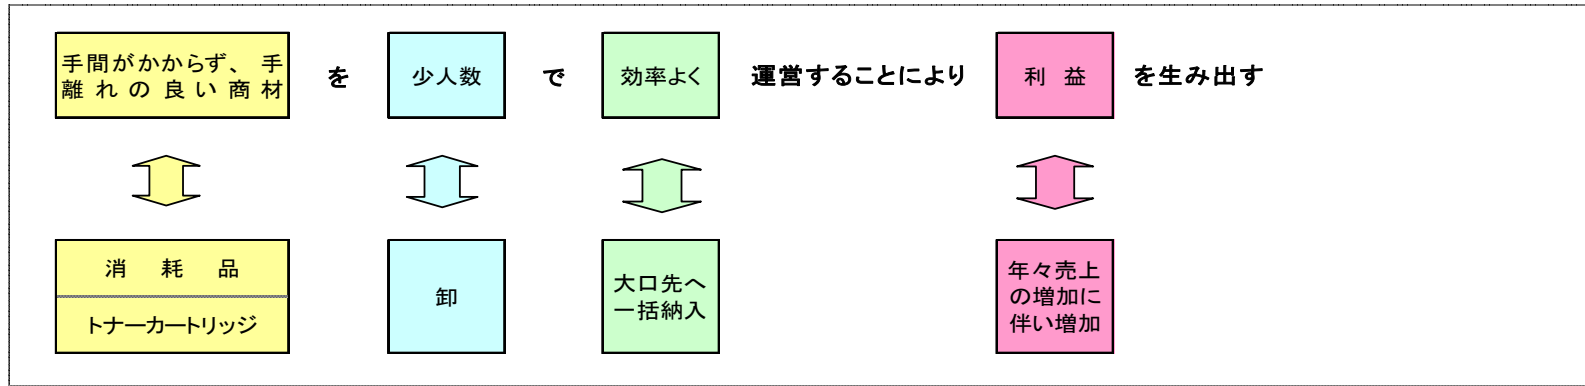 手間がかからず、手
離れの良い商材
を
少人数
で
効率よく
運営することにより
利益
を生み出す
消耗品
トナーカートリッジ
卸
大口先へ
一括納入
年々売上
の増加に
伴い増加